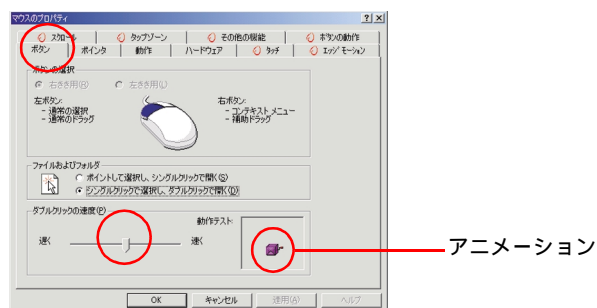 マウスのプロパティ
スクロール タップゾーン その他の機能 ボタンの動作
ボタン ポインタ 動作 ハードウェア タッチ エッジ モーション
ボタンの選択
右きき用(R) 左きき用(L)
左ボタン: 右ボタン:
- 通常の選択 - コンテキスト メニュー
- 通常のドラッグ - 補助ドラッグ
ファイルおよびフォルダ
ポイントして選択し、シングルクリックで開く(S)
シングルクリックで選択し、ダブルクリックで開く(D)
ダブルクリックの速度(P)
動作テスト:
遅く 速く
アニメーション
OK キャンセル 適用(A) ヘルプ